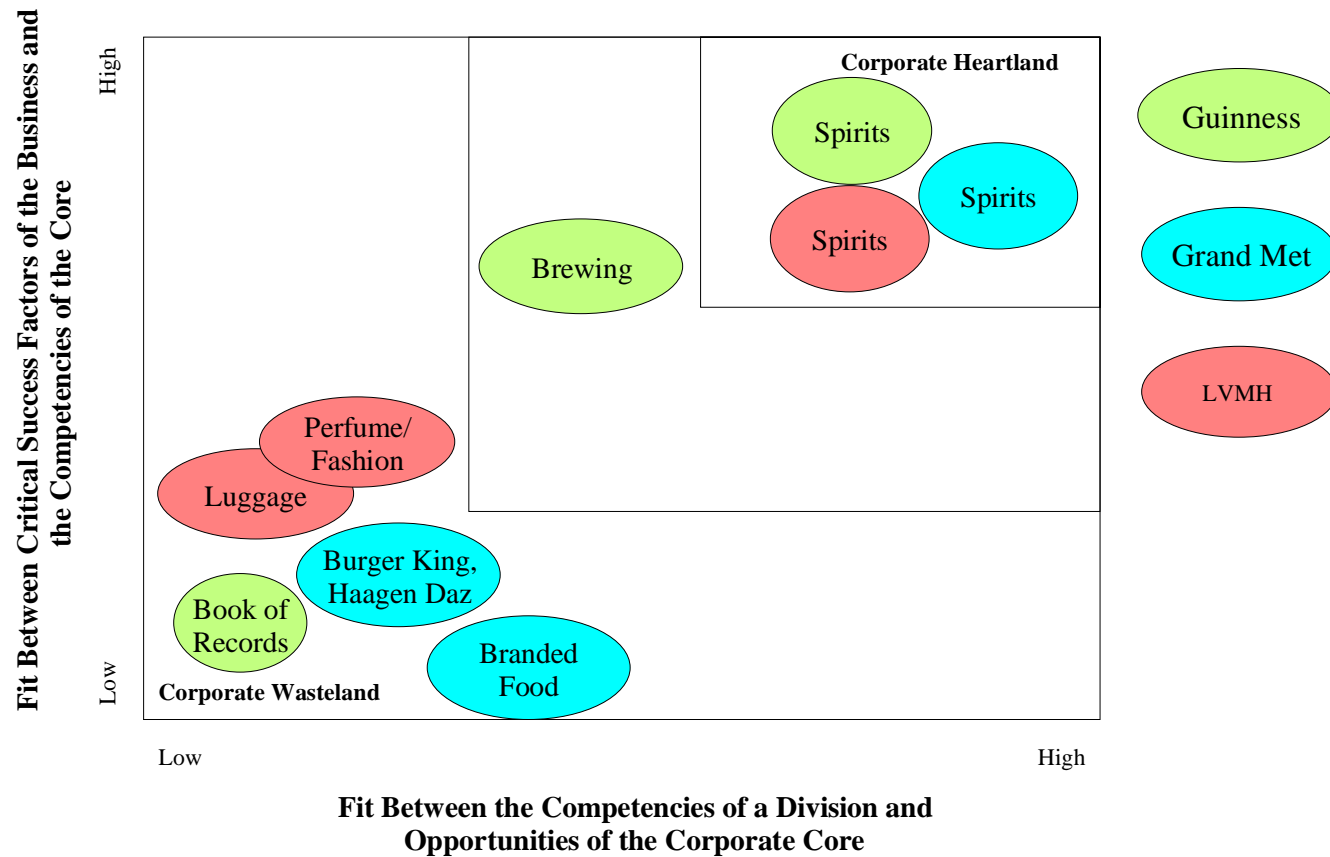 Fit Between Critical Success Factors of the Business and
the Competencies of the Core
High
Low
Corporate Heartland
Spirits
Spirits
Spirits
Brewing
Perfume/
Fashion
Luggage
Burger King,
Haagen Daz
Book of
Records
Branded
Food
Corporate Wasteland
Guinness
Grand Met
LVMH
Low
High
Fit Between the Competencies of a Division and
Opportunities of the Corporate Core